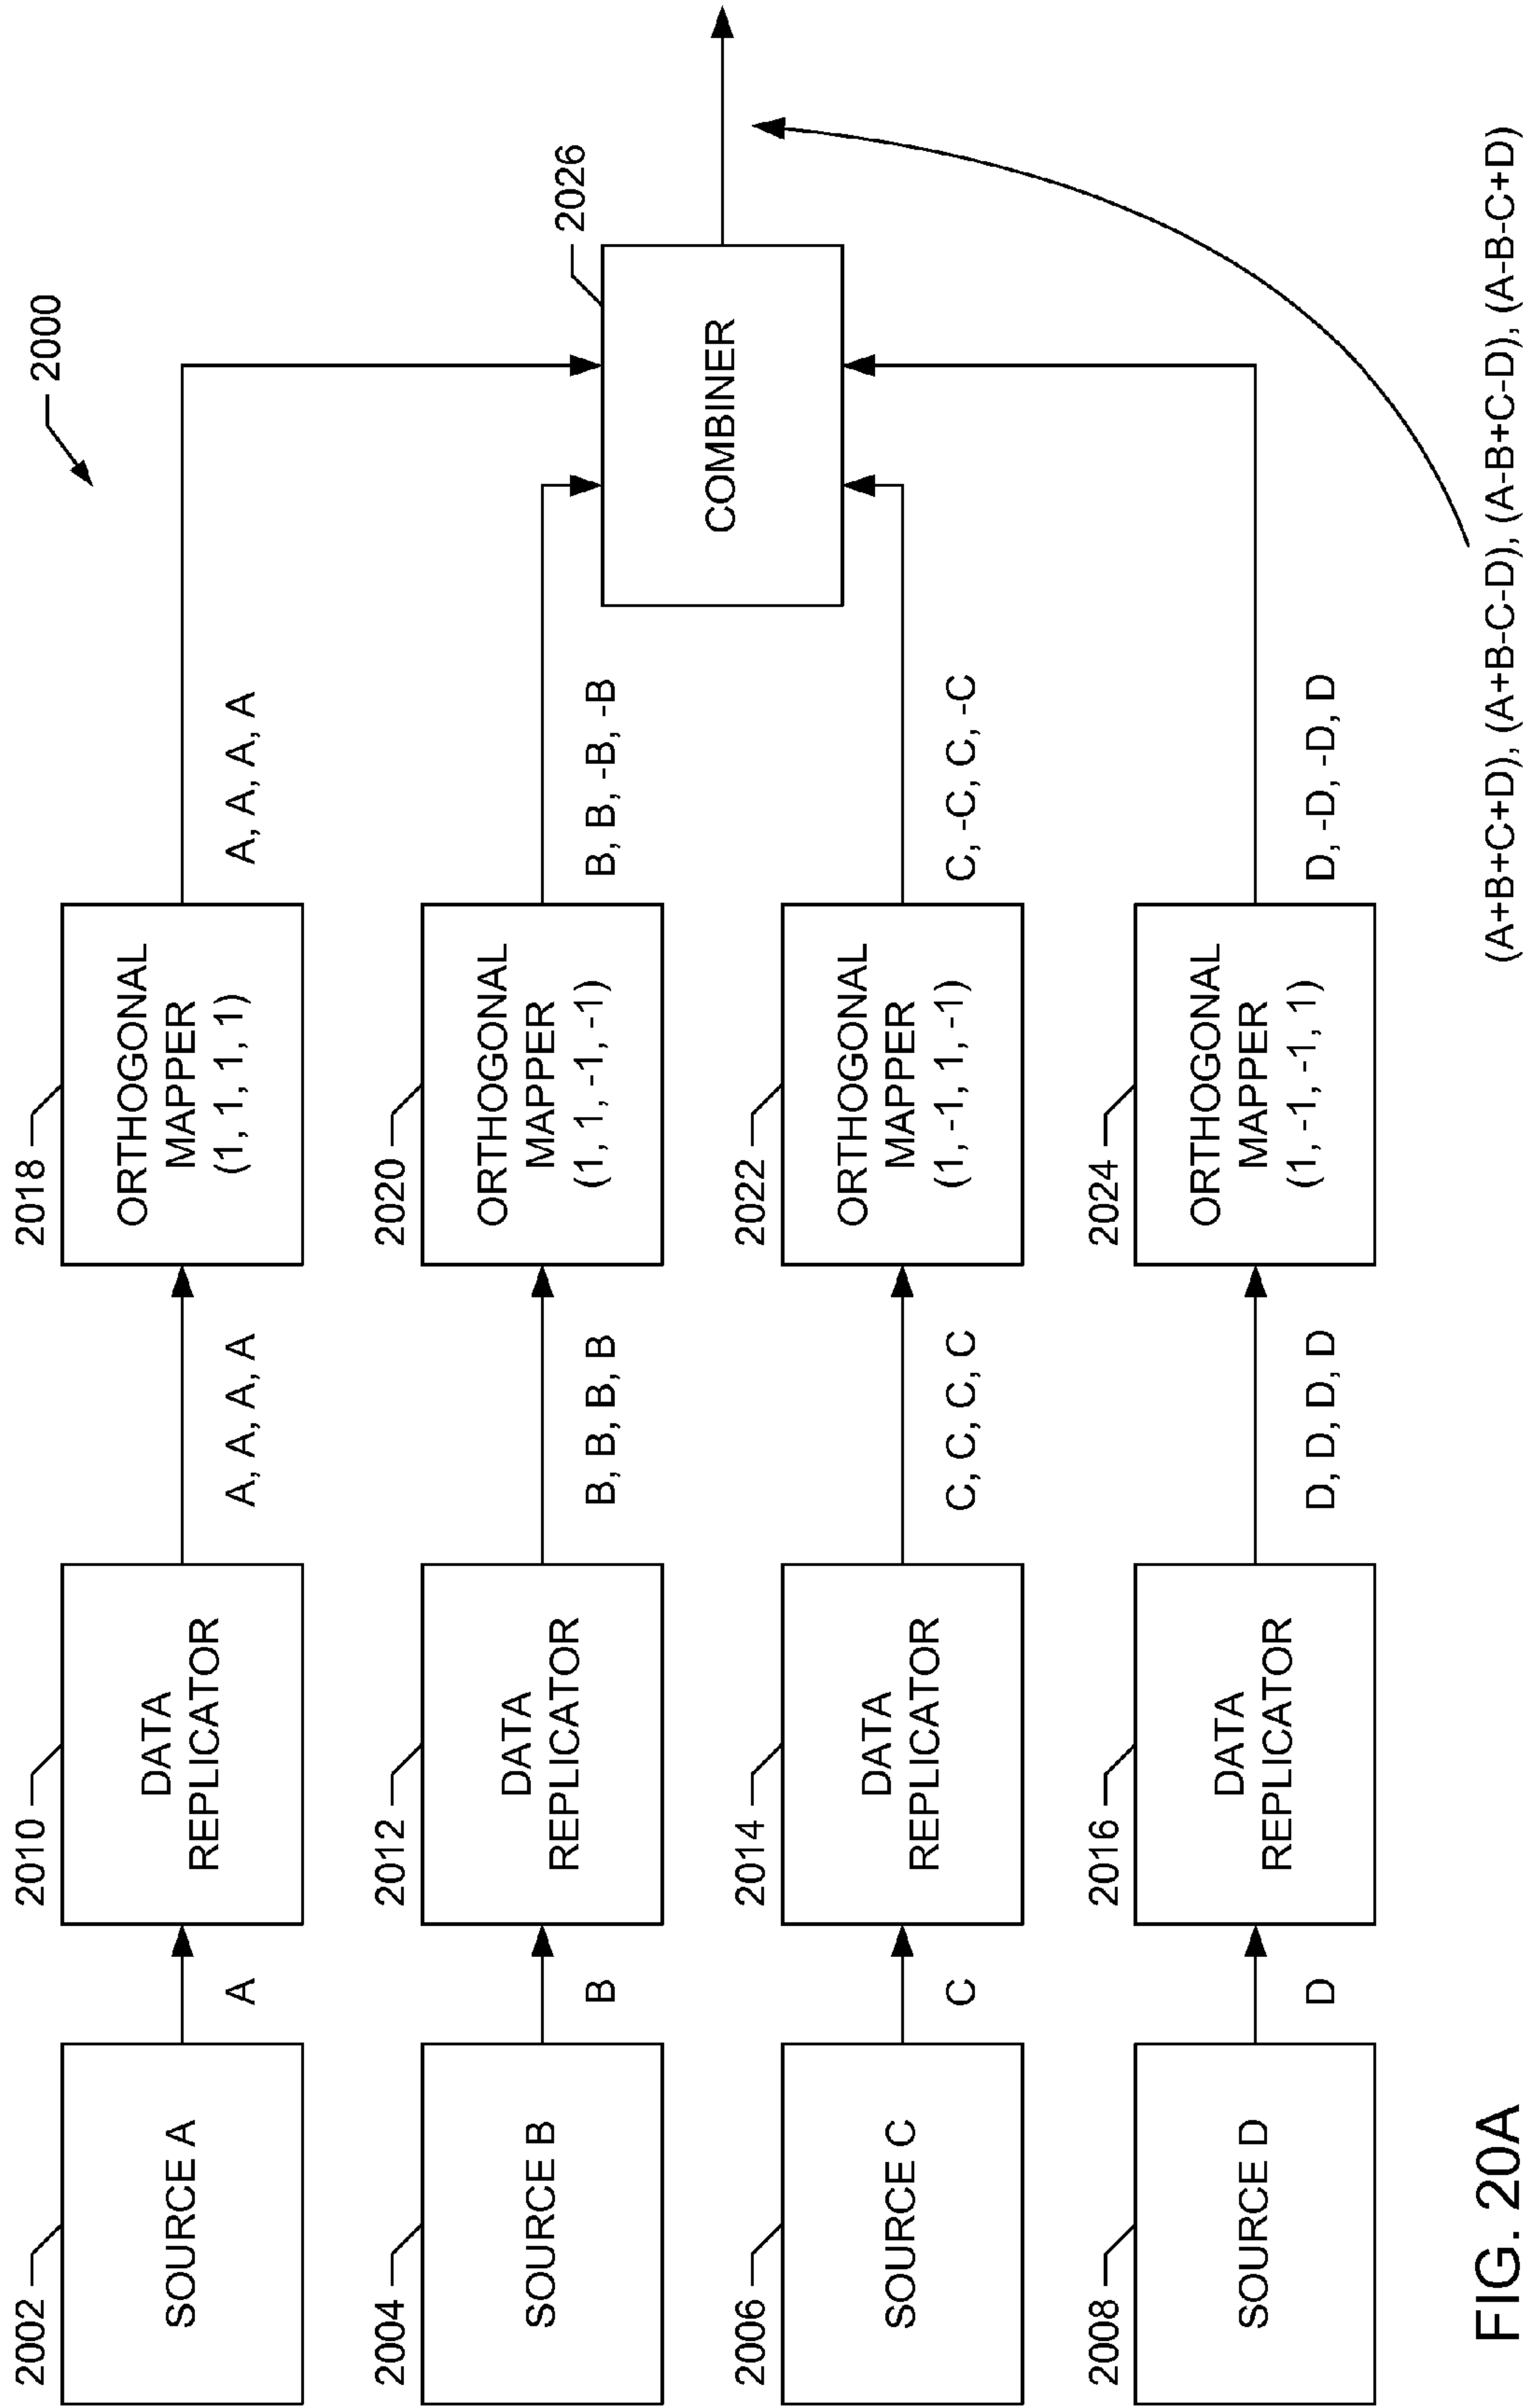 2000
2002
SOURCE A
A
2010
DATA
REPLICATOR
A, A, A, A
2018
ORTHOGONAL
MAPPER
(1, 1, 1, 1)
A, A, A, A
2004
SOURCE B
B
2012
DATA
REPLICATOR
B, B, B, B
2020
ORTHOGONAL
MAPPER
(1, 1, -1, -1)
B, B, -B, -B
2026
COMBINER
2006
SOURCE C
C
2014
DATA
REPLICATOR
C, C, C, C
2022
ORTHOGONAL
MAPPER
(1, -1, 1, -1)
C, -C, C, -C
2008
SOURCE D
D
2016
DATA
REPLICATOR
D, D, D, D
2024
ORTHOGONAL
MAPPER
(1, -1, -1, 1)
D, -D, -D, D
(A+B+C+D), (A+B-C-D), (A-B+C-D), (A-B-C+D)
FIG. 20A